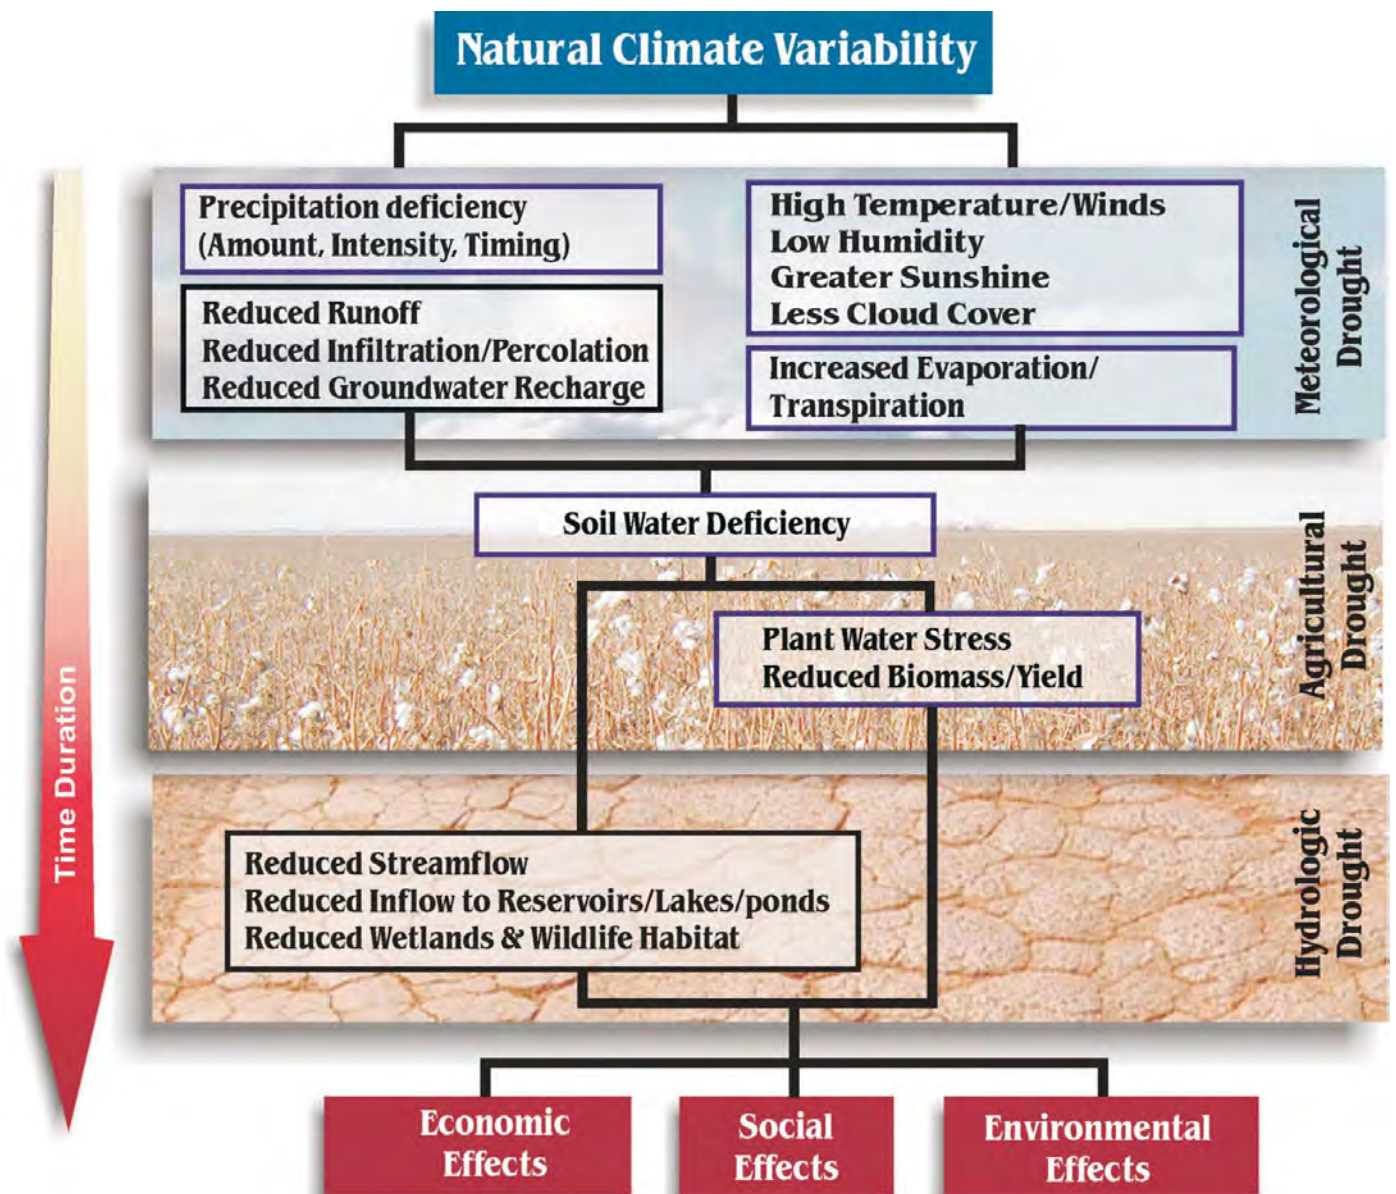 Natural Climate Variability
Precipitation deficiency
(Amount, Intensity, Timing)
Reduced Runoff
Reduced Infiltration/Percolation
Reduced Groundwater Recharge
High Temperature/Winds
Low Humidity
Greater Sunshine
Less Cloud Cover
Increased Evaporation/
Transpiration
Meteorological
Drought
Soil Water Deficiency
Plant Water Stress
Reduced Biomass/Yield
Agricultural
Drought
Time Duration
Reduced Streamflow
Reduced Inflow to Reservoirs/Lakes/ponds
Reduced Wetlands & Wildlife Habitat
Hydrologic
Drought
Economic
Effects
Social
Effects
Environmental
Effects